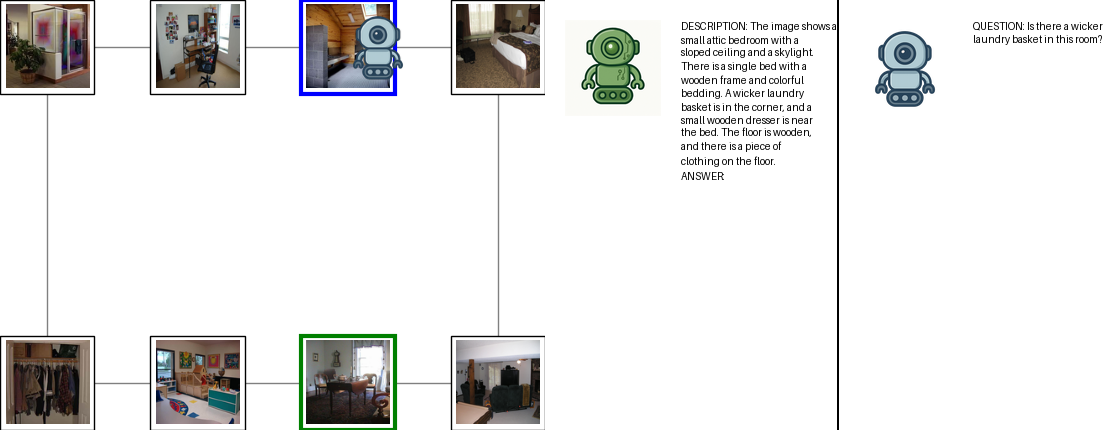 DESCRIPTION: The image shows a
small attic bedroom with a
sloped ceiling and a skylight.
There is a single bed with a
wooden frame and colorful
bedding. A wicker laundry
basket is in the corner, and a
small wooden dresser is near
the bed. The floor is wooden,
and there is a piece of
clothing on the floor.
ANSWER:
QUESTION: Is there a wicker
laundry basket in this room?